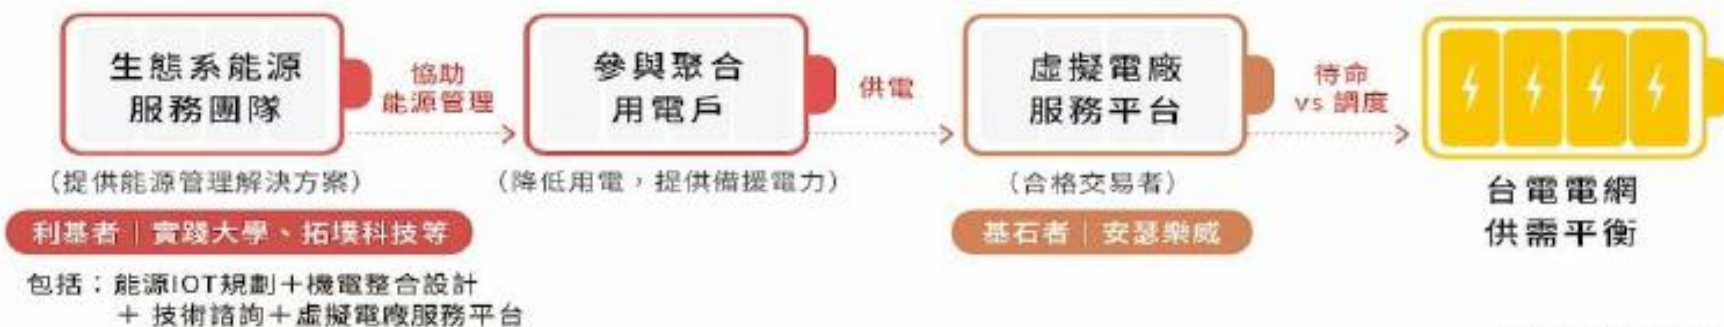 生態系能源
服務團隊
協助
能源管理
參與聚合
用電戶
供電
虛擬電廠
服務平台
待命
vs 調度
(提供能源管理解決方案)
(降低用電，提供備援電力)
(合格交易者)
台電電網
供需平衡
利基者｜實踐大學、拓墣科技等
基石者｜安瑟樂威
包括：能源IOT規劃＋機電整合設計
＋ 技術諮詢＋虛擬電廠服務平台